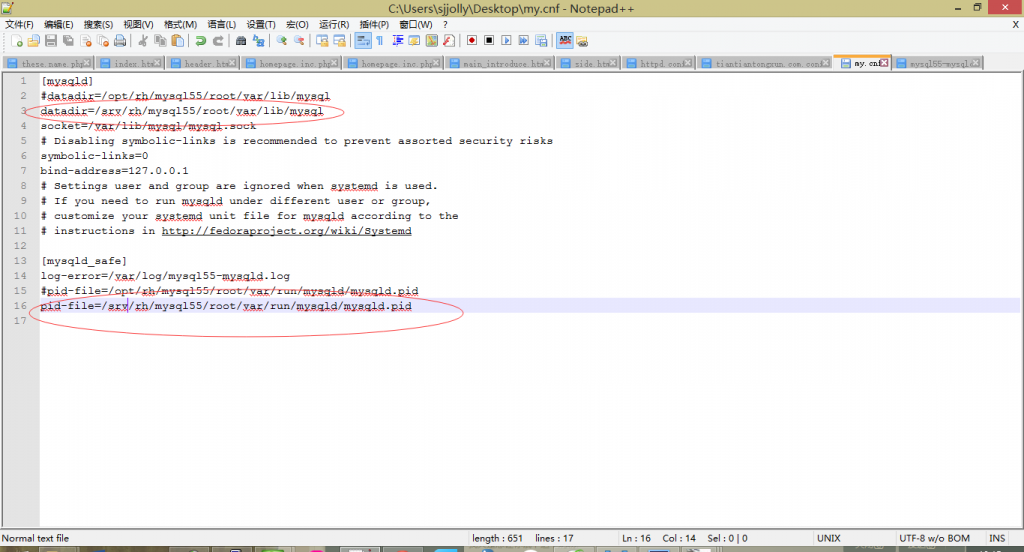 C:\Users\sjjolly\Desktop\my.cnf - Notepad++
文件(F) 编辑(E) 搜索(S) 视图(V) 格式(M) 语言(L) 设置(T) 宏(O) 运行(R) 插件(P) 窗口(W) ? X
these.name.php index.htm header.htm homepage.inc.php homepage.inc.php main_introduce.htm side.htm httpd.conf tiantiantongxun.com.conf my.cnf mysql55-mysqld
1 [mysqld]
2 #datadir=/opt/rh/mysql55/root/var/lib/mysql
3 datadir=/srv/rh/mysql55/root/var/lib/mysql
4 socket=/var/lib/mysql/mysql.sock
5 # Disabling symbolic-links is recommended to prevent assorted security risks
6 symbolic-links=0
7 bind-address=127.0.0.1
8 # Settings user and group are ignored when systemd is used.
9 # If you need to run mysqld under different user or group,
10 # customize your systemd unit file for mysqld according to the
11 # instructions in http://fedoraproject.org/wiki/Systemd
12
13 [mysqld_safe]
14 log-error=/var/log/mysql55-mysqld.log
15 #pid-file=/opt/rh/mysql55/root/var/run/mysqld/mysqld.pid
16 pid-file=/srv/rh/mysql55/root/var/run/mysqld/mysqld.pid
17
Normal text file length : 651 lines : 17 Ln : 16 Col : 14 Sel : 0 | 0 UNIX UTF-8 w/o BOM INS